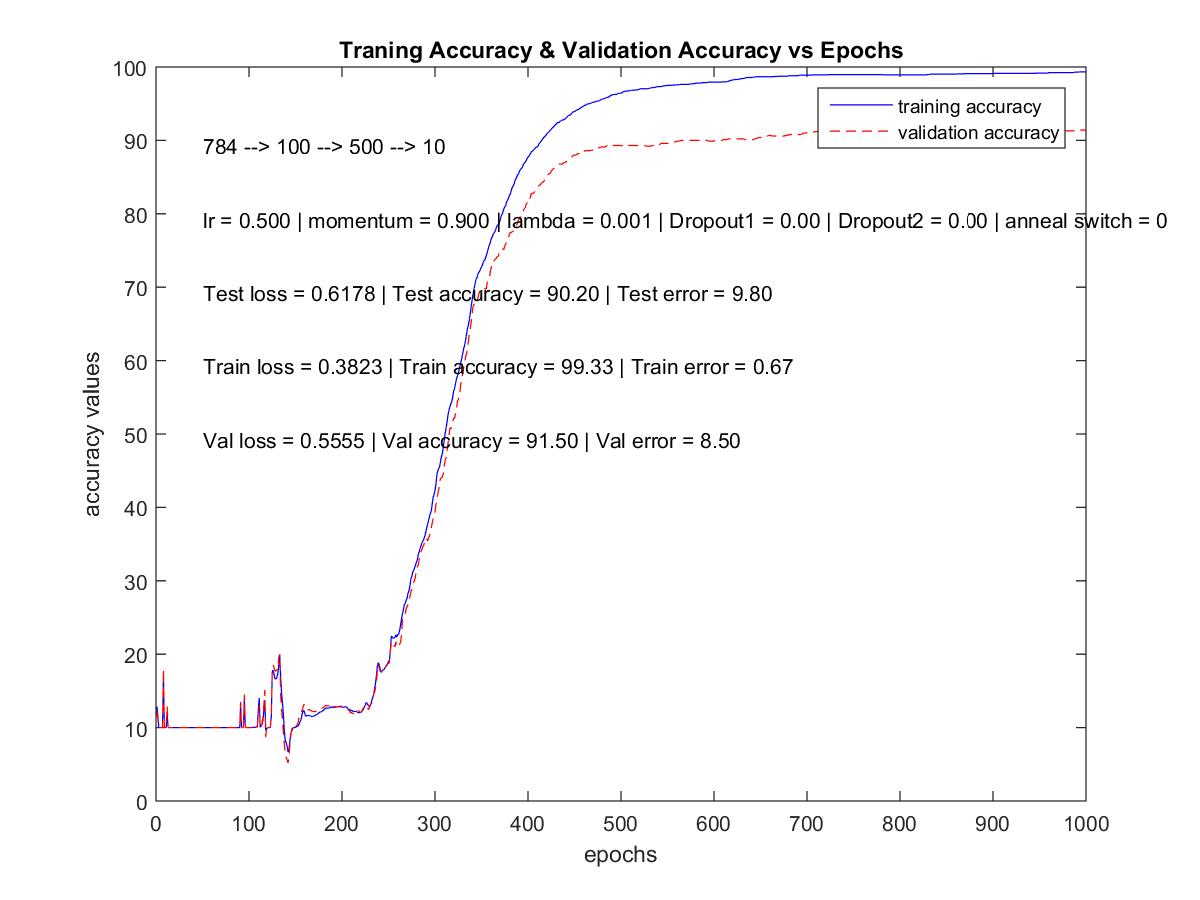 Traning Accuracy & Validation Accuracy vs Epochs
100
90
80
70
60
50
40
30
20
10
0
accuracy values
training accuracy
validation accuracy
784 --> 100 --> 500 --> 10
lr = 0.500 | momentum = 0.900 | lambda = 0.001 | Dropout1 = 0.00 | Dropout2 = 0.00 | anneal switch = 0
Test loss = 0.6178 | Test accuracy = 90.20 | Test error = 9.80
Train loss = 0.3823 | Train accuracy = 99.33 | Train error = 0.67
Val loss = 0.5555 | Val accuracy = 91.50 | Val error = 8.50
0 100 200 300 400 500 600 700 800 900 1000
epochs